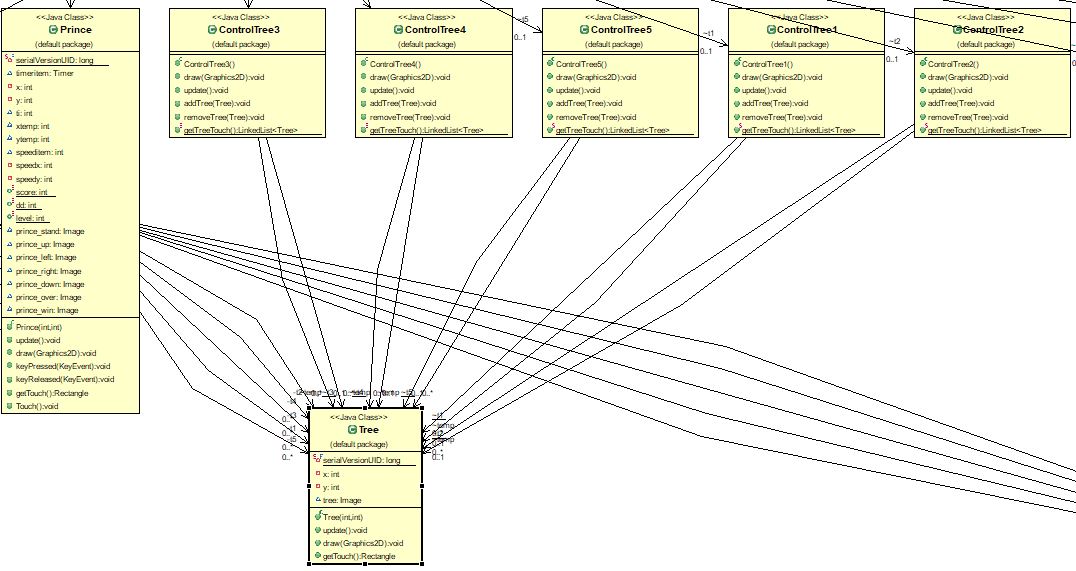 <<Java Class>>
Prince
(default package)
serialVersionUID: long
timeritem: Timer
x: int
y: int
ti: int
xtemp: int
ytemp: int
speeditem: int
speedx: int
speedy: int
score: int
dd: int
level: int
prince_stand: Image
prince_up: Image
prince_left: Image
prince_right: Image
prince_down: Image
prince_over: Image
prince_win: Image
Prince(int,int)
update():void
draw(Graphics2D):void
keyPressed(KeyEvent):void
keyReleased(KeyEvent):void
getTouch():Rectangle
Touch():void
<<Java Class>>
ControlTree3
(default package)
ControlTree3()
draw(Graphics2D):void
update():void
addTree(Tree):void
removeTree(Tree):void
getTreeTouch():LinkedList<Tree>
<<Java Class>>
ControlTree4
(default package)
ControlTree4()
draw(Graphics2D):void
update():void
addTree(Tree):void
removeTree(Tree):void
getTreeTouch():LinkedList<Tree>
~t5
0..1
<<Java Class>>
ControlTree5
(default package)
ControlTree5()
draw(Graphics2D):void
update():void
addTree(Tree):void
removeTree(Tree):void
getTreeTouch():LinkedList<Tree>
~t1
0..1
<<Java Class>>
ControlTree1
(default package)
ControlTree1()
draw(Graphics2D):void
update():void
addTree(Tree):void
removeTree(Tree):void
getTreeTouch():LinkedList<Tree>
~t2
0..1
<<Java Class>>
ControlTree2
(default package)
ControlTree2()
draw(Graphics2D):void
update():void
addTree(Tree):void
removeTree(Tree):void
getTreeTouch():LinkedList<Tree>
~t4
~t3
0..*
~t1
0..*
~t5
0..*
0..*
~t1
~temp
0..1
<<Java Class>>
Tree
(default package)
serialVersionUID: long
x: int
y: int
tree: Image
Tree(int,int)
update():void
draw(Graphics2D):void
getTouch():Rectangle